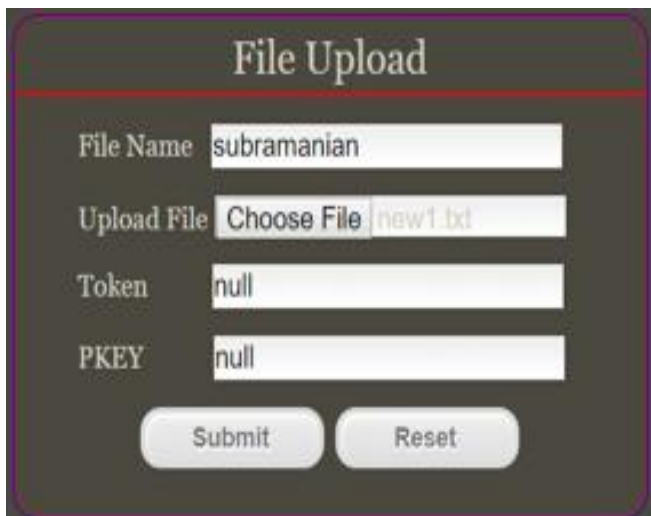 File Upload
File Name subramanian
Upload File Choose File new1.txt
Token null
PKEY null
Submit Reset